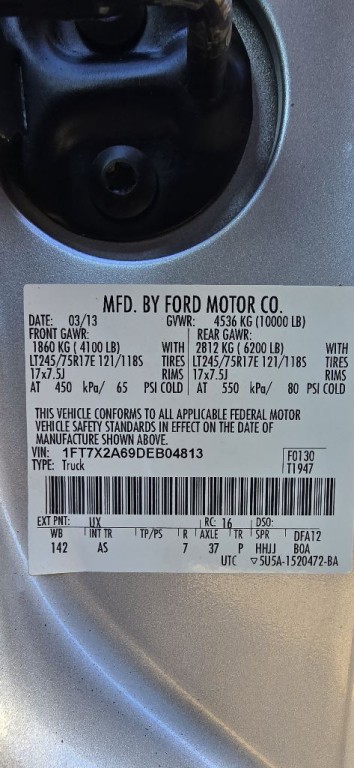 MFD. BY FORD MOTOR CO.
DATE: 03/13 GVWR: 4536 KG (10000 LB)
FRONT GAWR: REAR GAWR:
1860 KG ( 4100 LB) WITH 2812 KG ( 6200 LB) WITH
LT245/75R17E 121/118S TIRES LT245/75R17E 121/118S TIRES
17x7.5J RIMS 17x7.5J RIMS
AT 450 kPa/ 65 PSI COLD AT 550 kPa/ 80 PSI COLD
THIS VEHICLE CONFORMS TO ALL APPLICABLE FEDERAL MOTOR
VEHICLE SAFETY STANDARDS IN EFFECT ON THE DATE OF
MANUFACTURE SHOWN ABOVE.
VIN: 1FT7X2A69DEB04813 F0130
TYPE: Truck T1947
EXT PNT: UX RC: 16 DSO:
WB INT TR TP/PS R AXLE TR SPR DFA12
142 AS 7 37 P HHJJ BOA
UTC ▽5U5A-1520472-BA